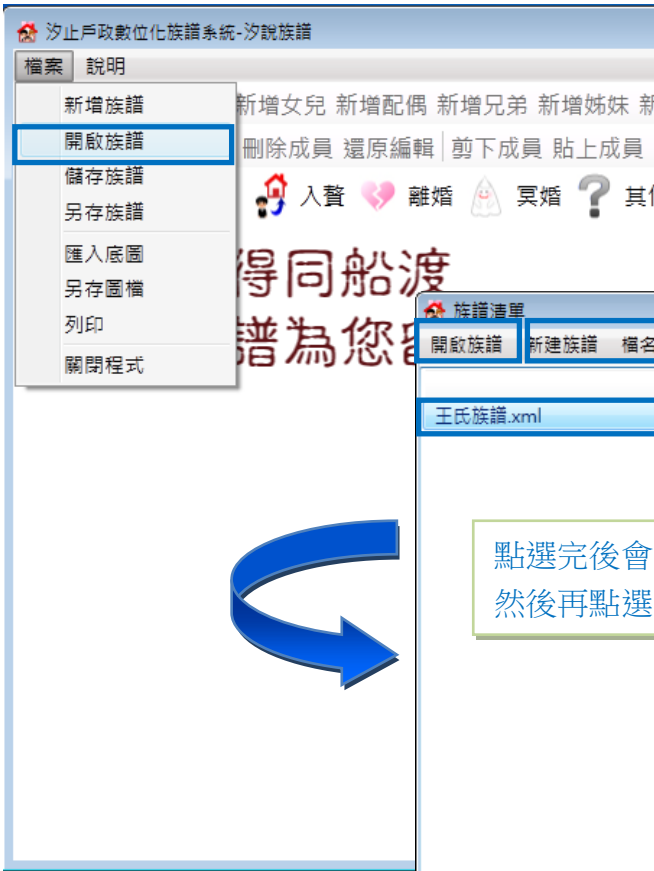 汐止戶政數位化族譜系統-汐說族譜
檔案 說明
新增族譜
開啟族譜
儲存族譜
另存族譜
匯入底圖
另存圖檔
列印
關閉程式
新增女兒 新增配偶 新增兄弟 新增姊妹 新
刪除成員 還原編輯 剪下成員 貼上成員
入贅 離婚 冥婚 其他
得同船渡
譜為您
族譜清單
開啟族譜 新建族譜 檔名
王氏族譜.xml
點選完後會
然後再點選